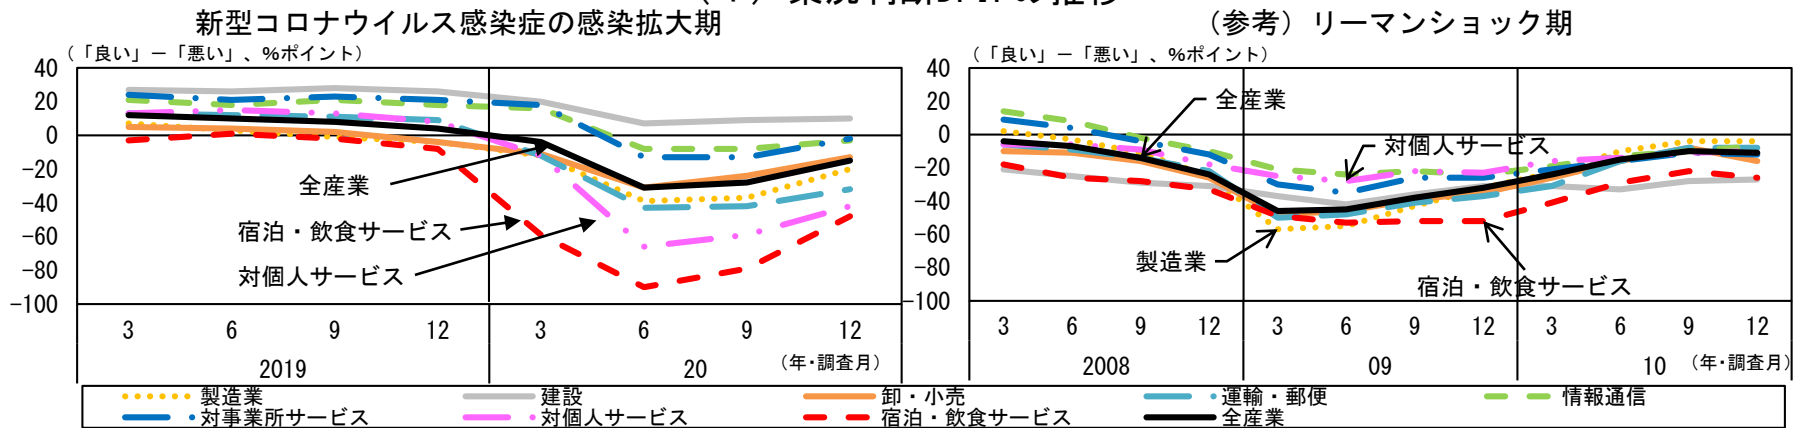 新型コロナウイルス感染症の感染拡大期
(「良い」－「悪い」、%ポイント)
40
20
0
-20
-40
-60
-80
-100
全産業
宿泊・飲食サービス
対個人サービス
3 6 9 12 3 6 9 12
2019 20 (年・調査月)
(参考) リーマンショック期
(「良い」－「悪い」、%ポイント)
40
20
0
-20
-40
-60
-80
-100
全産業
対個人サービス
製造業
宿泊・飲食サービス
3 6 9 12 3 6 9 12 3 6 9 12
2008 09 10 (年・調査月)
製造業 建設 卸・小売 運輸・郵便 情報通信
対事業所サービス 対個人サービス 宿泊・飲食サービス 全産業